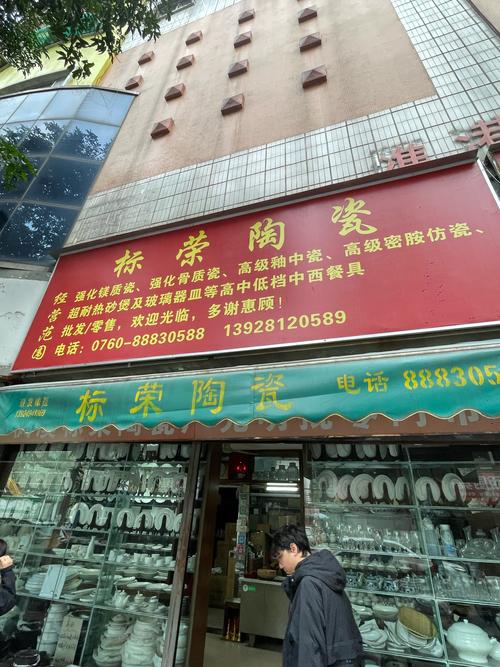 标荣陶瓷
经营范围
强化镁质瓷、强化骨质瓷、高级釉中瓷、高级密胺仿瓷、
超耐热砂煲及玻璃器皿等高中低档中西餐具
批发/零售，欢迎光临，多谢惠顾！
电话：0760-88830588 13928120589
标荣陶瓷 电话 888305